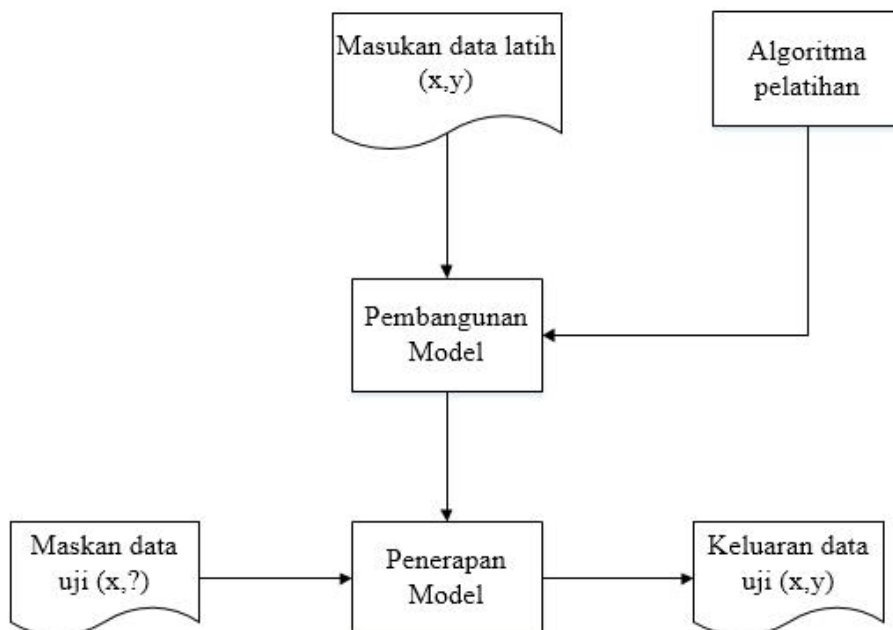 Masukan data latih
(x,y)
Algoritma
pelatihan
Pembangunan
Model
Maskan data
uji (x,?)
Penerapan
Model
Keluaran data
uji (x,y)